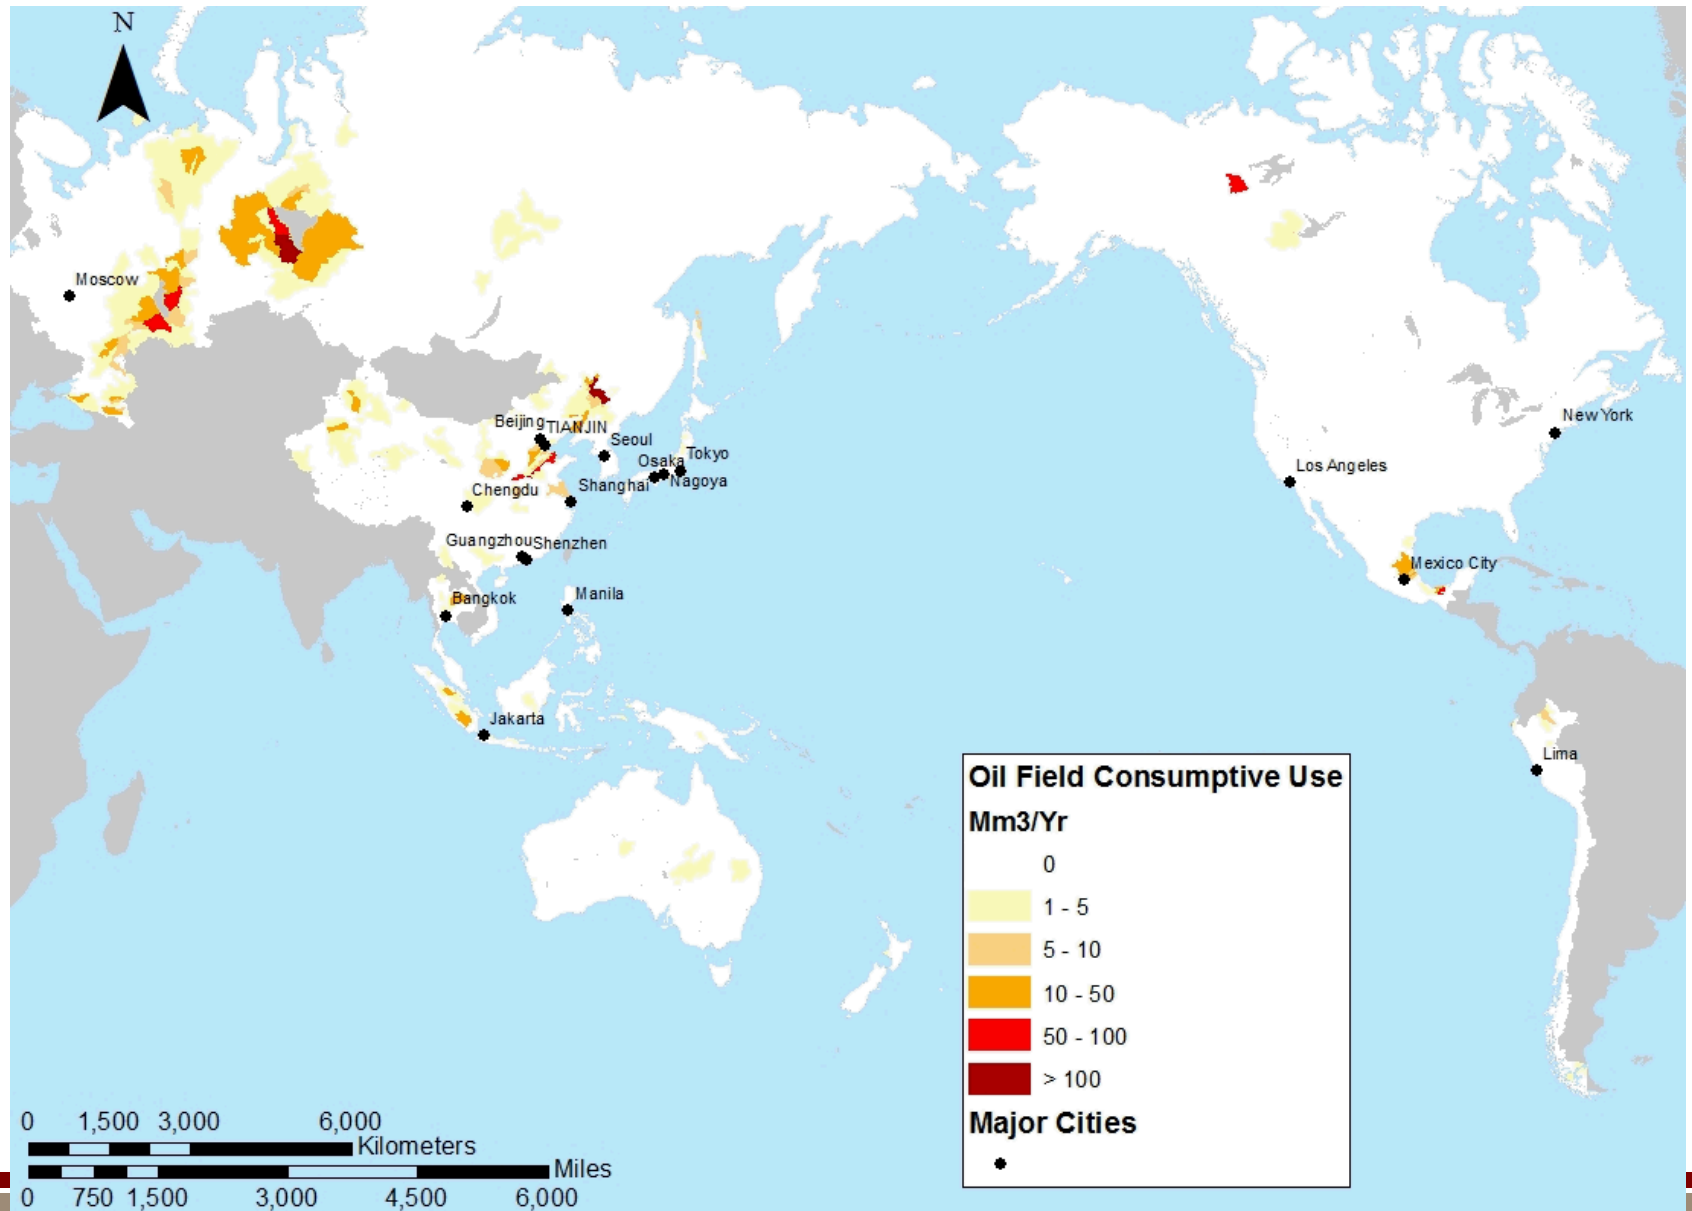 N
Moscow
Beijing
TIANJIN
Seoul
Tokyo
Osaka
Nagoya
Chengdu
Shanghai
Guangzhou
Shenzhen
Bangkok
Manila
Jakarta
New York
Los Angeles
Mexico City
Lima
Oil Field Consumptive Use
Mm3/Yr
0
1 - 5
5 - 10
10 - 50
50 - 100
> 100
Major Cities
0 1,500 3,000 6,000
Kilometers
Miles
0 750 1,500 3,000 4,500 6,000